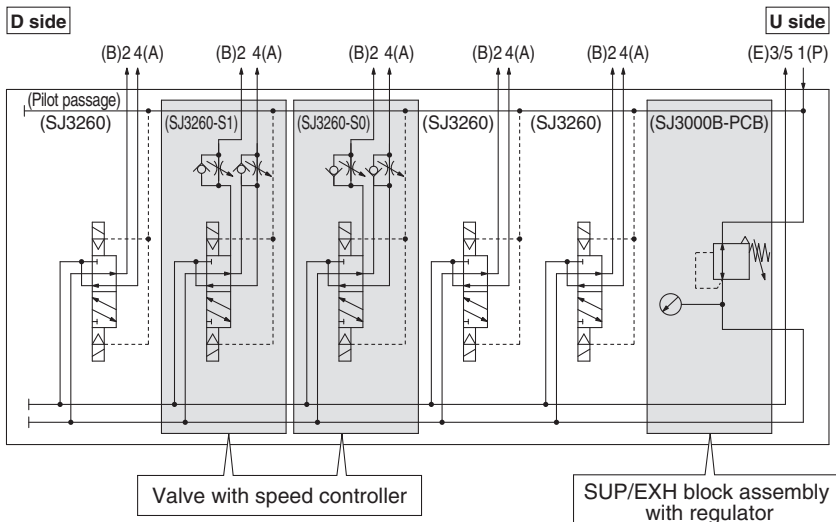 D side
U side
(B)2 4(A)
(B)2 4(A)
(B)2 4(A)
(B)2 4(A)
(B)2 4(A)
(E)3/5 1(P)
(Pilot passage)
(SJ3260)
(SJ3260-S1)
(SJ3260-S0)
(SJ3260)
(SJ3260)
(SJ3000B-PCB)
Valve with speed controller
SUP/EXH block assembly
with regulator